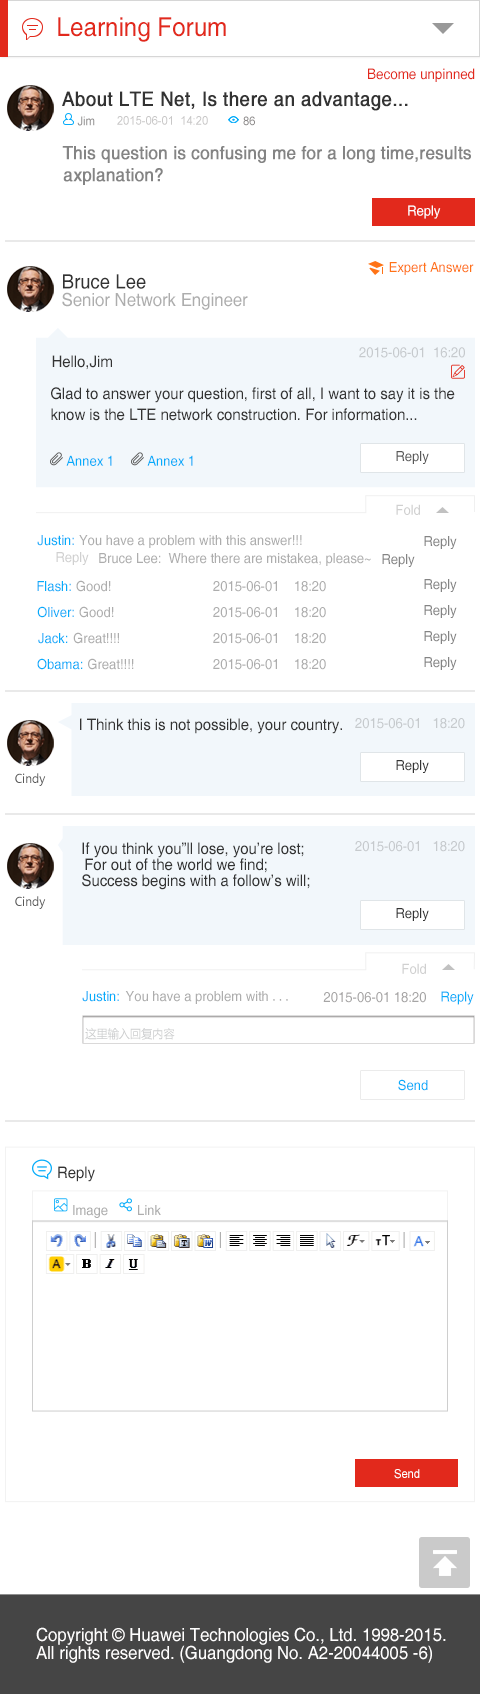 Learning Forum
Become unpinned
About LTE Net, Is there an advantage...
Jim 2015-06-01 14:20 86
This question is confusing me for a long time,results
axplanation?
Reply
Expert Answer
Bruce Lee
Senior Network Engineer
2015-06-01 16:20
Hello,Jim
Glad to answer your question, first of all, I want to say it is the
know is the LTE network construction. For information...
Annex 1 Annex 1
Reply
Fold
Justin: You have a problem with this answer!!! Reply
Reply Bruce Lee: Where there are mistakea, please~ Reply
Flash: Good! 2015-06-01 18:20 Reply
Oliver: Good! 2015-06-01 18:20 Reply
Jack: Great!!!! 2015-06-01 18:20 Reply
Obama: Great!!!! 2015-06-01 18:20 Reply
I Think this is not possible, your country. 2015-06-01 18:20
Reply
Cindy
If you think you''ll lose, you're lost; 2015-06-01 18:20
For out of the world we find;
Success begins with a follow's will;
Cindy
Reply
Fold
Justin: You have a problem with . . . 2015-06-01 18:20 Reply
这里输入回复内容
Send
Reply
Image Link
F TT A
A B I U
Send
Copyright © Huawei Technologies Co., Ltd. 1998-2015.
All rights reserved. (Guangdong No. A2-20044005 -6)